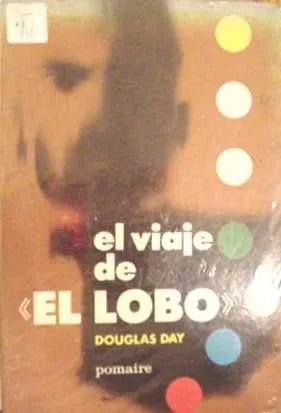 el viaje
de
«EL LOBO»
DOUGLAS DAY
pomaire